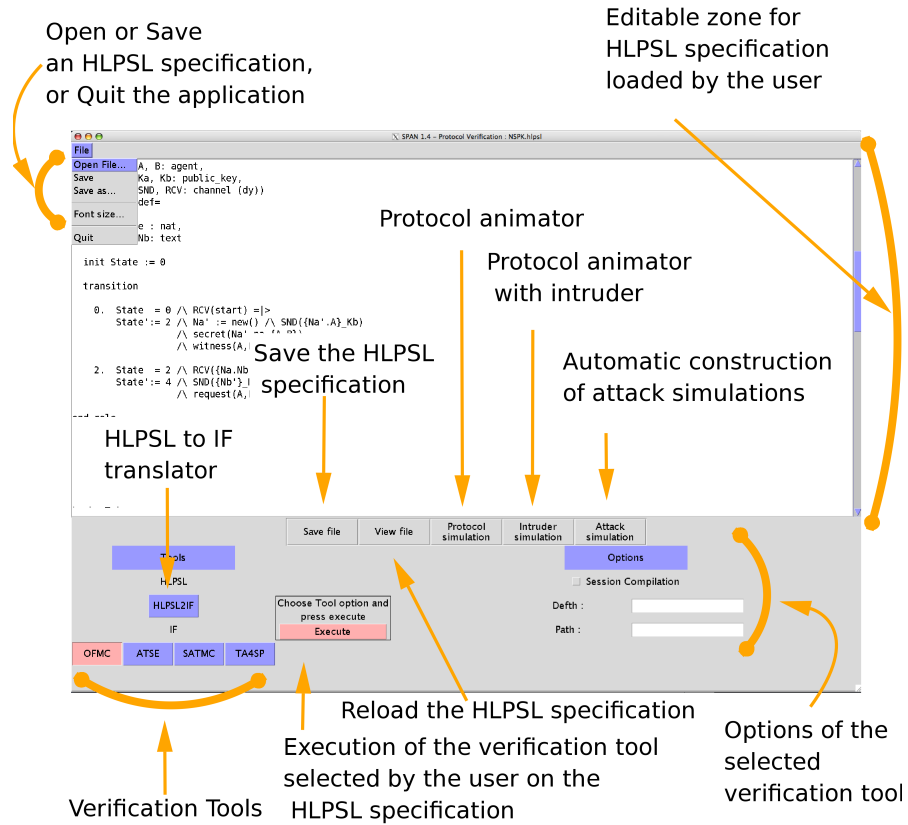 Open or Save
an HLPSL specification,
or Quit the application
Editable zone for
HLPSL specification
loaded by the user
SPAN 1.4 – Protocol Verification : NSPK.hlpsl
File
Open File...
Save
Save as...
Font size...
Quit
A, B: agent,
Ka, Kb: public_key,
SND, RCV: channel (dy))
def=
e : nat,
Nb: text
init State := 0
transition
0. State = 0 /\ RCV(start) =|>
State':= 2 /\ Na' := new() /\ SND({Na'.A}_Kb)
/\ secret(Na'
/\ witness(A,
2. State = 2 /\ RCV({Na.Nb
State':= 4 /\ SND({Nb'}_
/\ request(A,
Protocol animator
Protocol animator
with intruder
Automatic construction
of attack simulations
Save the HLPSL
specification
HLPSL to IF
translator
Save file
View file
Protocol
simulation
Intruder
simulation
Attack
simulation
Tools
HLPSL
HLPSL2IF
IF
OFMC
ATSE
SATMC
TA4SP
Choose Tool option and
press execute
Execute
Options
Session Compilation
Defth :
Path :
Reload the HLPSL specification
Execution of the verification tool
selected by the user on the
HLPSL specification
Verification Tools
Options of the
selected
verification tool